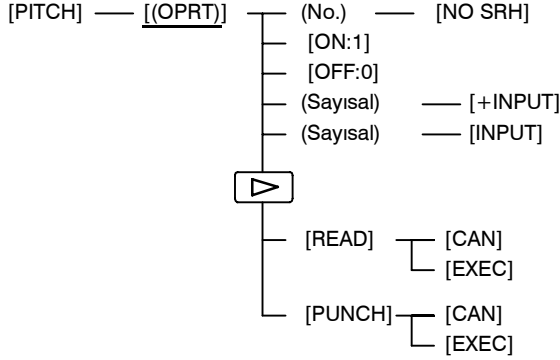 [PITCH] [(OPRT)] (No.) [NO SRH]
[ON:1]
[OFF:0]
(Sayısal) [+INPUT]
(Sayısal) [INPUT]
[READ] [CAN]
[EXEC]
[PUNCH] [CAN]
[EXEC]